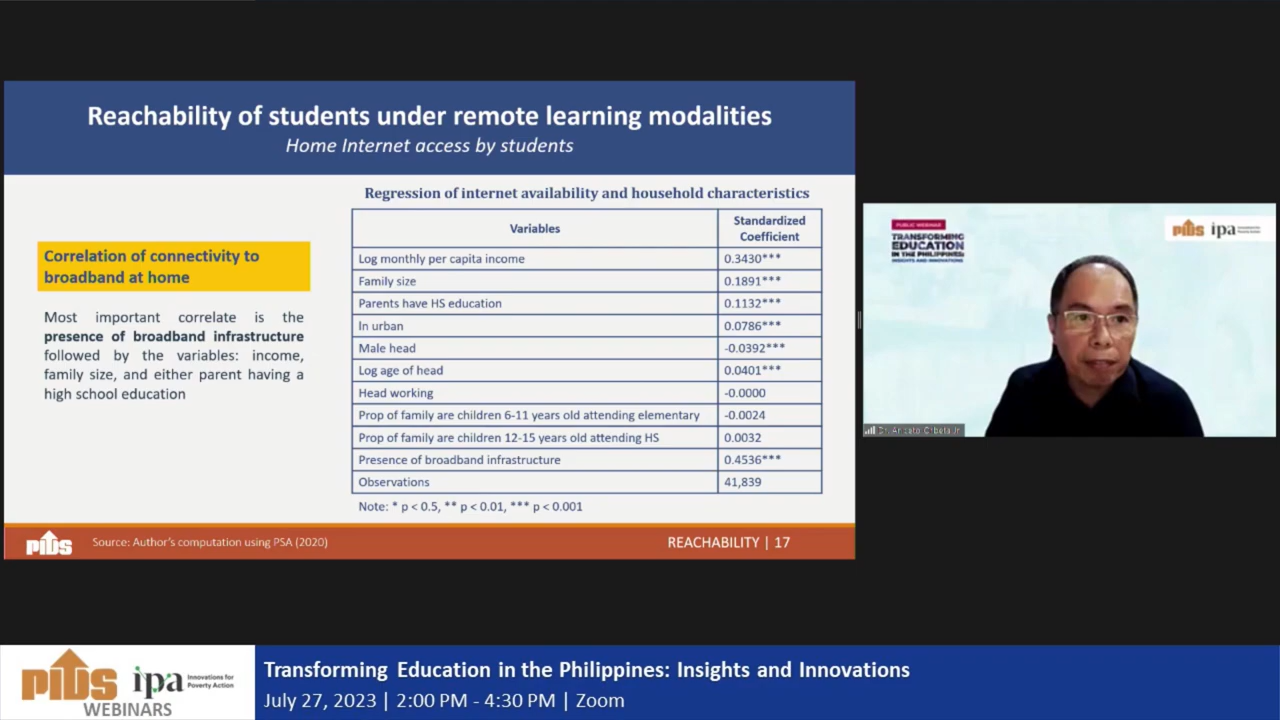 Reachability of students under remote learning modalities
Home Internet access by students
Correlation of connectivity to
broadband at home
Most important correlate is the
presence of broadband infrastructure
followed by the variables: income,
family size, and either parent having a
high school education
Regression of internet availability and household characteristics
Variables Standardized Coefficient
Log monthly per capita income 0.3430***
Family size 0.1891***
Parents have HS education 0.1132***
In urban 0.0786***
Male head -0.0392***
Log age of head 0.0401***
Head working -0.0000
Prop of family are children 6-11 years old attending elementary -0.0024
Prop of family are children 12-15 years old attending HS 0.0032
Presence of broadband infrastructure 0.4536***
Observations 41,839
Note: * p < 0.5, ** p < 0.01, *** p < 0.001
PIDS
Source: Author's computation using PSA (2020)
REACHABILITY | 17
PUBLIC WEBINAR
TRANSFORMING
EDUCATION
IN THE PHILIPPINES:
INSIGHTS AND INNOVATIONS
PIDS ipa
Dr. Aniceto Orbeta Jr.
PIDS ipa Innovations for
Poverty Action
WEBINARS
Transforming Education in the Philippines: Insights and Innovations
July 27, 2023 | 2:00 PM - 4:30 PM | Zoom